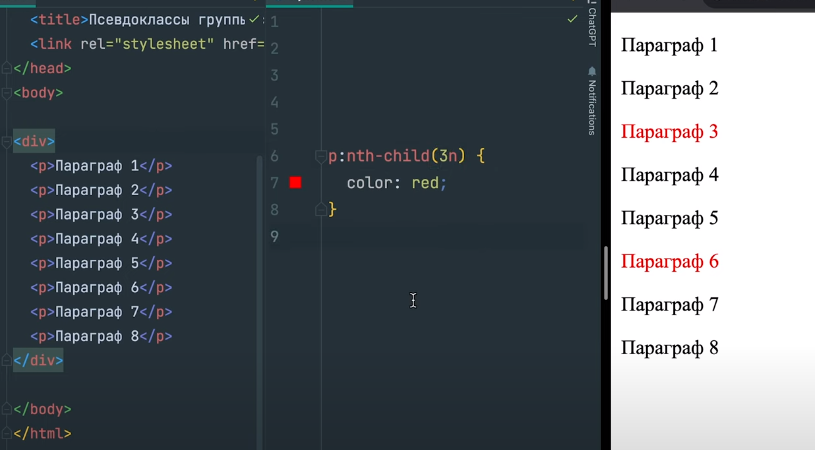 <title>Псевдоклассы группы
<link rel="stylesheet" href=
</head>
<body>
<div>
<p>Параграф 1</p>
<p>Параграф 2</p>
<p>Параграф 3</p>
<p>Параграф 4</p>
<p>Параграф 5</p>
<p>Параграф 6</p>
<p>Параграф 7</p>
<p>Параграф 8</p>
</div>
</body>
</html>
1
2
3
4
5
6 p:nth-child(3n) {
7 color: red;
8 }
9
ChatGPT
Notifications
Параграф 1
Параграф 2
Параграф 3
Параграф 4
Параграф 5
Параграф 6
Параграф 7
Параграф 8